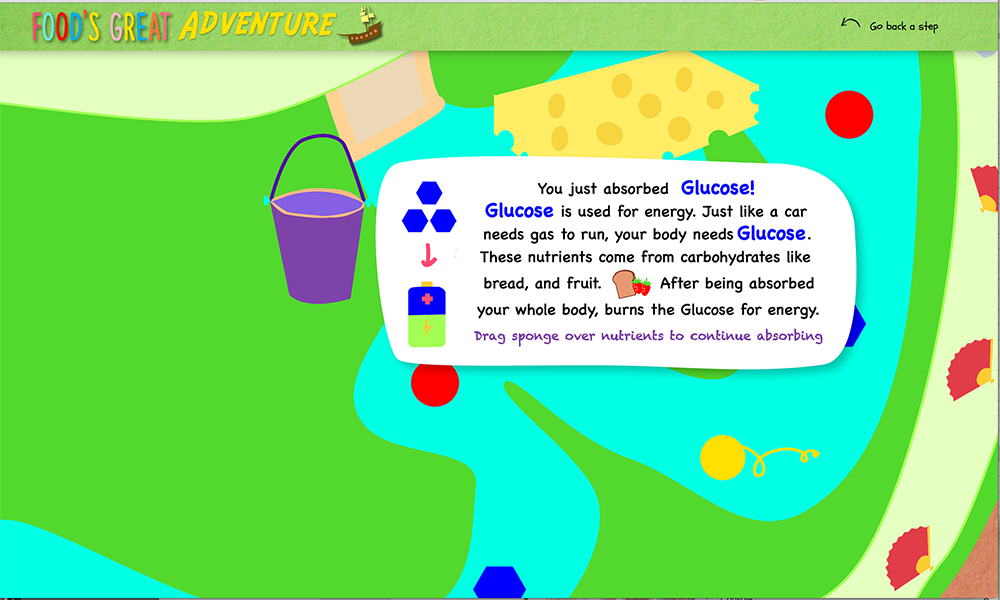 FOOD'S GREAT ADVENTURE
Go back a step
You just absorbed Glucose!
Glucose is used for energy. Just like a car
needs gas to run, your body needs Glucose.
These nutrients come from carbohydrates like
bread, and fruit. After being absorbed
your whole body, burns the Glucose for energy.
Drag sponge over nutrients to continue absorbing